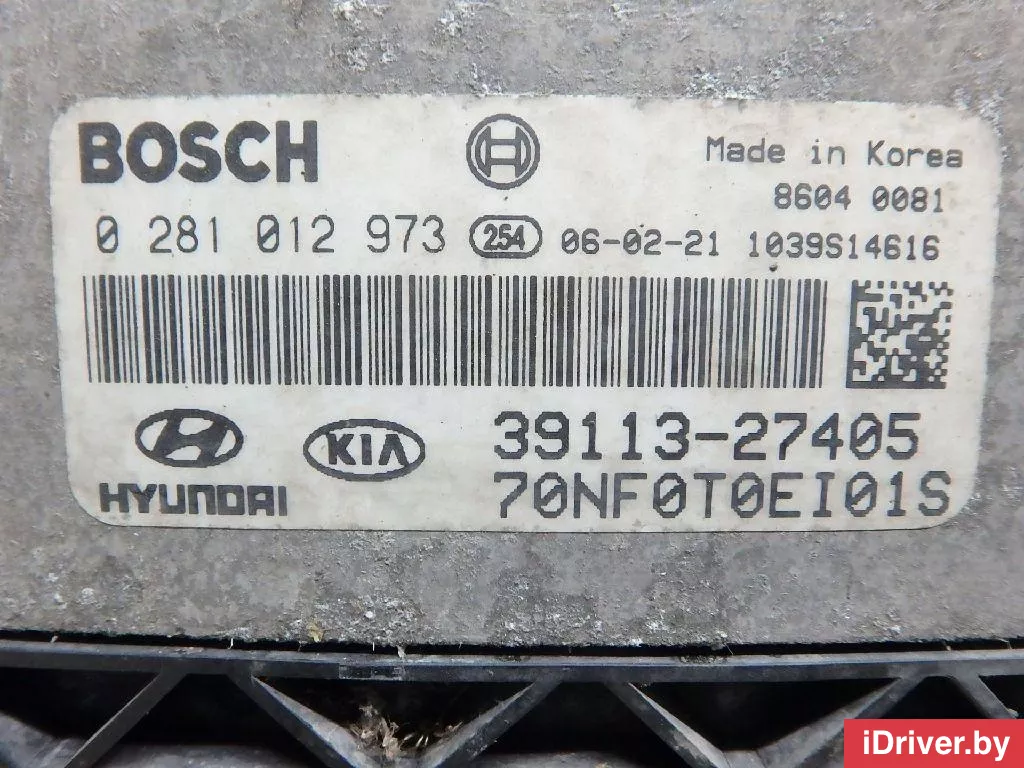 BOSCH
Made in Korea
8604 0081
0 281 012 973 254 06-02-21 1039S14616
39113-27405
KIA
HYUNDAI
70NF0T0EI01S
iDriver.by